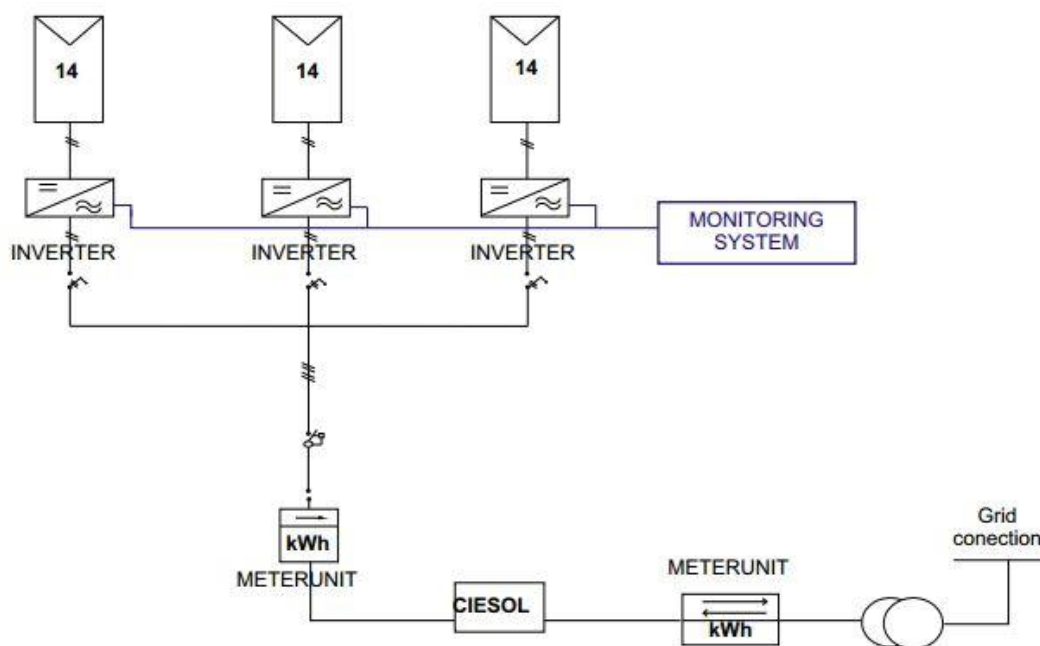 14
14
14
INVERTER
INVERTER
INVERTER
MONITORING
SYSTEM
kWh
METERUNIT
CIESOL
METERUNIT
kWh
Grid
conection